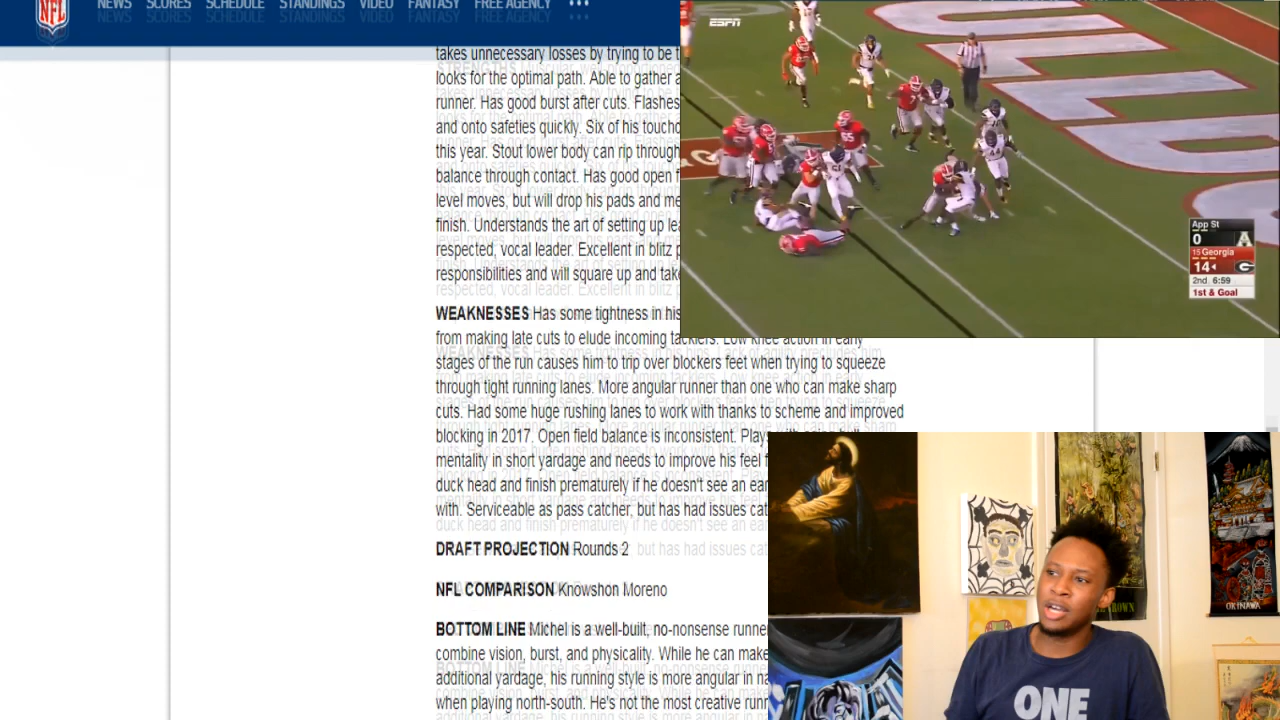 NFL
NEWS SCORES SCHEDULE STANDINGS VIDEO FANTASY FREE AGENCY
takes unnecessary losses by trying to be t
looks for the optimal path. Able to gather a
runner. Has good burst after cuts. Flashes
and onto safeties quickly. Six of his touchd
this year. Stout lower body can rip through
balance through contact. Has good open f
level moves, but will drop his pads and me
finish. Understands the art of setting up lea
respected, vocal leader. Excellent in blitz p
responsibilities and will square up and take
WEAKNESSES Has some tightness in his
from making late cuts to elude incoming tacklers. Low knee action in early
stages of the run causes him to trip over blockers feet when trying to squeeze
through tight running lanes. More angular runner than one who can make sharp
cuts. Had some huge rushing lanes to work with thanks to scheme and improved
blocking in 2017. Open field balance is inconsistent. Plays with
mentality in short yardage and needs to improve his feel f
duck head and finish prematurely if he doesn't see an ear
with. Serviceable as pass catcher, but has had issues cat
DRAFT PROJECTION Rounds 2
NFL COMPARISON Knowshon Moreno
BOTTOM LINE Michel is a well-built, no-nonsense runne
combine vision, burst, and physicality. While he can make
additional yardage, his running style is more angular in na
when playing north-south. He's not the most creative runn
ESPN
App St
0 A
15 Georgia
14 G
2nd 6:59
1st & Goal
OKINAWA
ONE